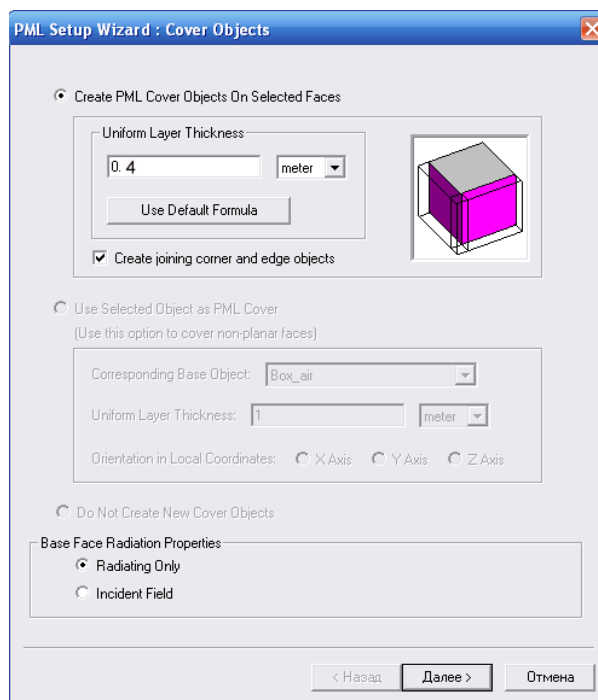 PML Setup Wizard : Cover Objects
Create PML Cover Objects On Selected Faces
Uniform Layer Thickness
0. 4 meter
Use Default Formula
Create joining corner and edge objects
Use Selected Object as PML Cover
(Use this option to cover non-planar faces)
Corresponding Base Object: Box_air
Uniform Layer Thickness: 1 meter
Orientation in Local Coordinates: X Axis Y Axis Z Axis
Do Not Create New Cover Objects
Base Face Radiation Properties
Radiating Only
Incident Field
< Назад Далее > Отмена